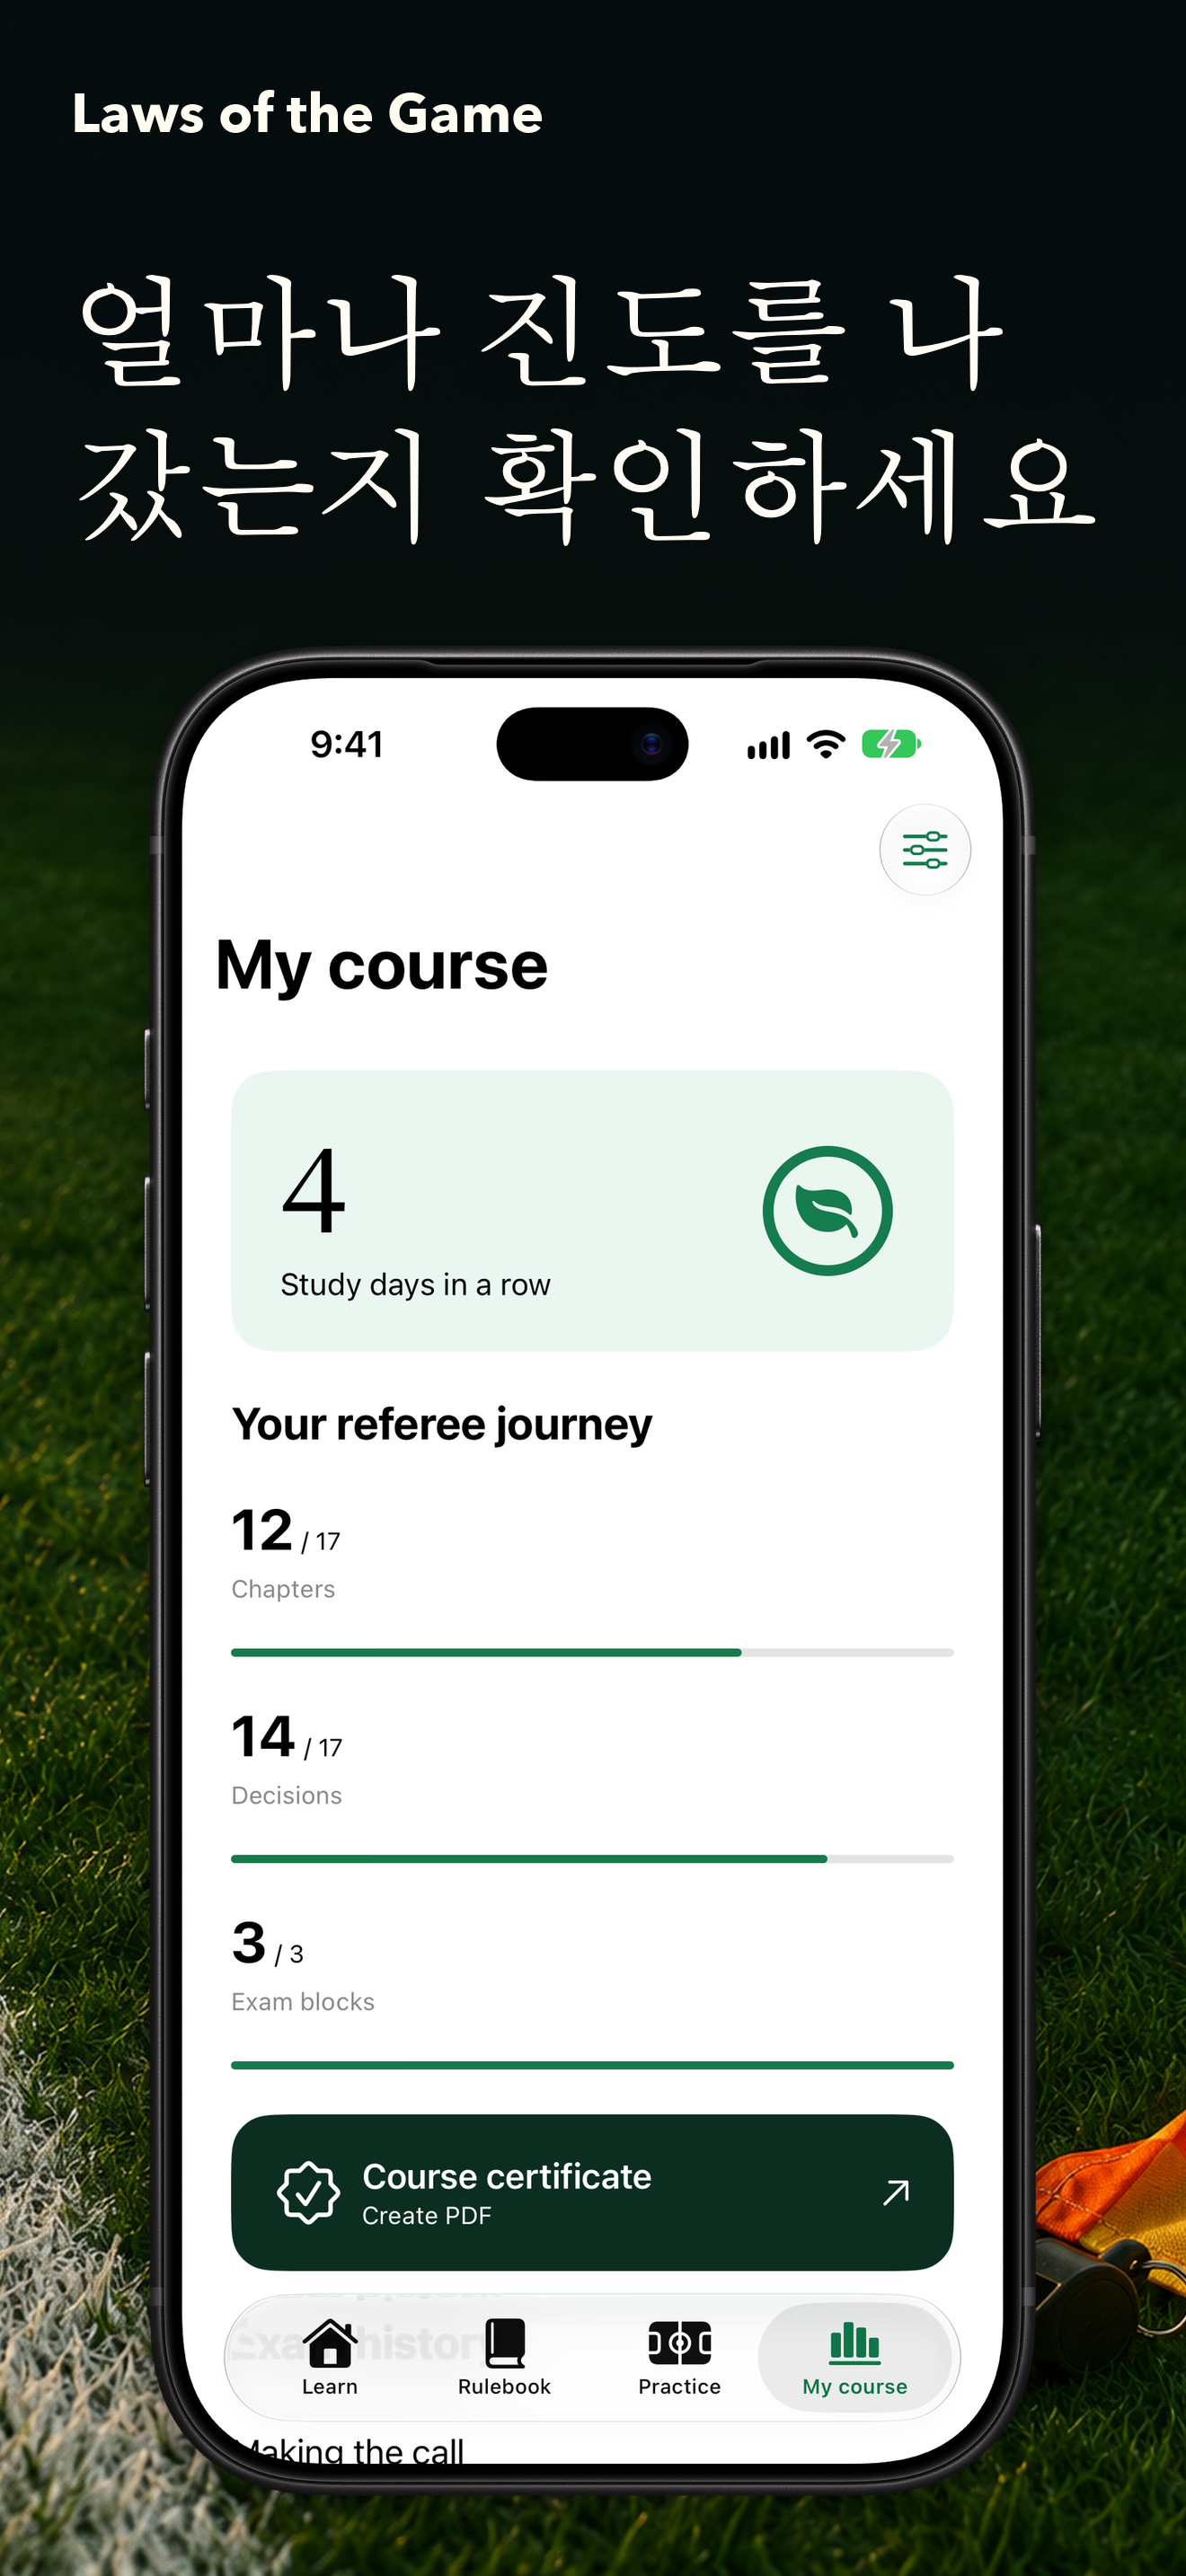 Laws of the Game
얼마나 진도를 나
갔는지 확인하세요
9:41
My course
4
Study days in a row
Your referee journey
12 / 17
Chapters
14 / 17
Decisions
3 / 3
Exam blocks
Course certificate
Create PDF
Exam history
Learn
Rulebook
Practice
My course
Making the call